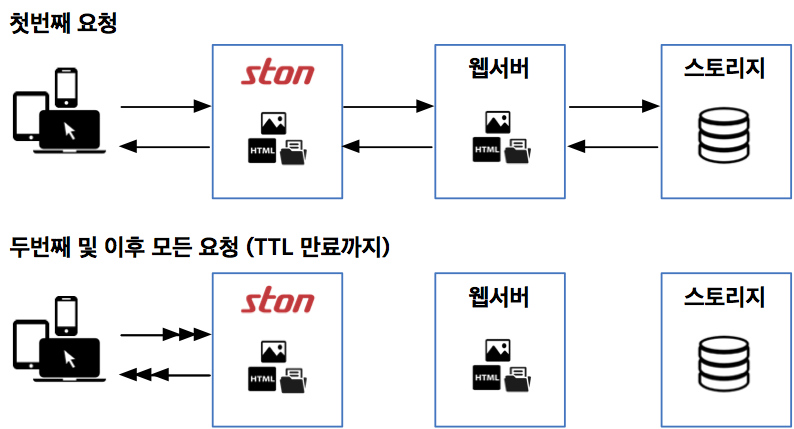 첫번째 요청
ston
웹서버
스토리지
HTML
HTML
두번째 및 이후 모든 요청 (TTL 만료까지)
ston
웹서버
스토리지
HTML
HTML